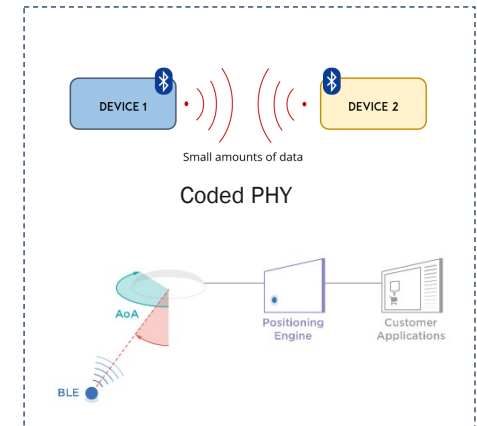 DEVICE 1
DEVICE 2
Small amounts of data
Coded PHY
AoA
Positioning
Engine
Customer
Applications
BLE